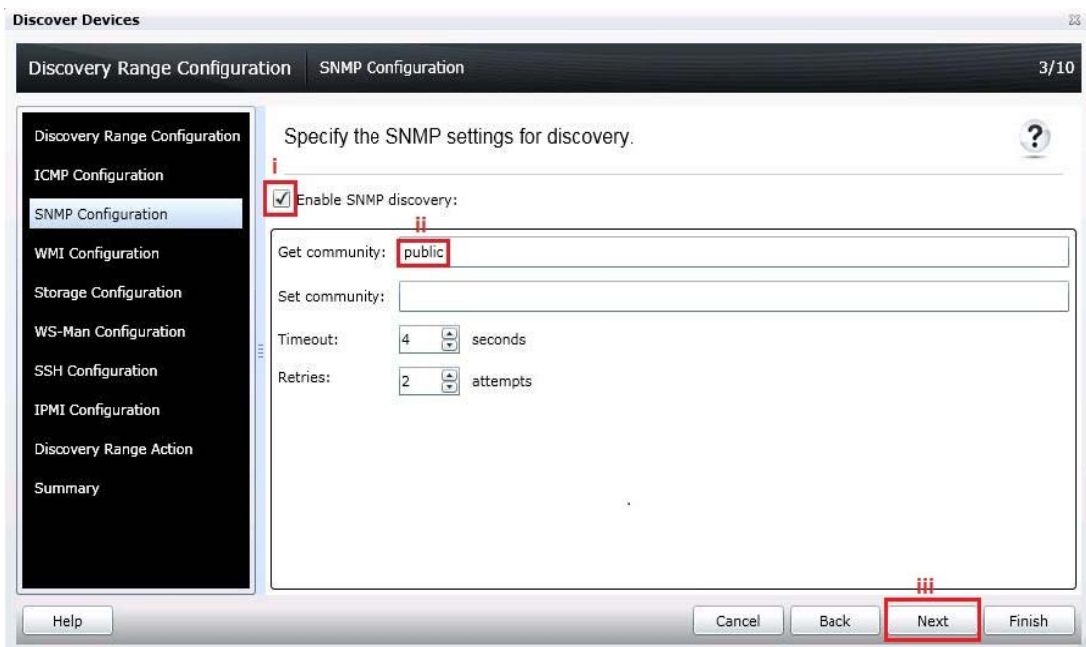 Discover Devices
Discovery Range Configuration SNMP Configuration 3/10
Discovery Range Configuration
ICMP Configuration
SNMP Configuration
WMI Configuration
Storage Configuration
WS-Man Configuration
SSH Configuration
IPMI Configuration
Discovery Range Action
Summary
Specify the SNMP settings for discovery. ?
i
Enable SNMP discovery:
ii
Get community: public
Set community:
Timeout: 4 seconds
Retries: 2 attempts
iii
Help Cancel Back Next Finish